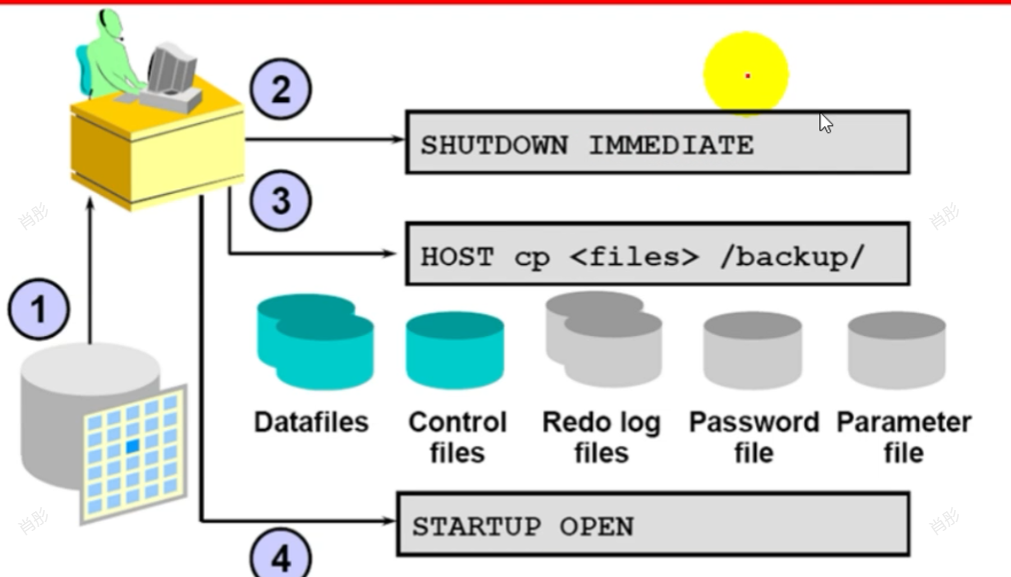 2
SHUTDOWN IMMEDIATE
3
HOST cp <files> /backup/
1
Datafiles
Control
files
Redo log
files
Password
file
Parameter
file
STARTUP OPEN
4
肖彤
肖彤
肖彤
肖彤